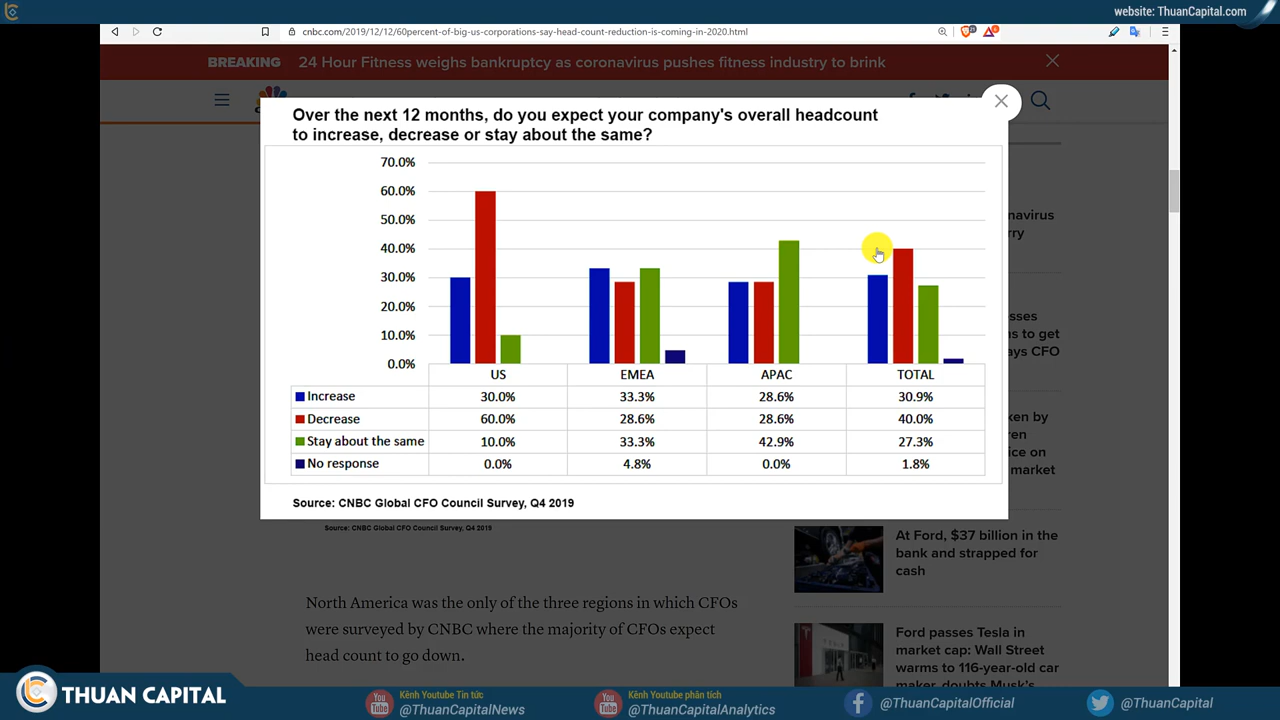 website: ThuanCapital.com
cnbc.com/2019/12/12/60percent-of-big-us-corporations-say-head-count-reduction-is-coming-in-2020.html
BREAKING 24 Hour Fitness weighs bankruptcy as coronavirus pushes fitness industry to brink
Over the next 12 months, do you expect your company's overall headcount
to increase, decrease or stay about the same?
70.0%
60.0%
50.0%
40.0%
30.0%
20.0%
10.0%
0.0%
US EMEA APAC TOTAL
Increase 30.0% 33.3% 28.6% 30.9%
Decrease 60.0% 28.6% 28.6% 40.0%
Stay about the same 10.0% 33.3% 42.9% 27.3%
No response 0.0% 4.8% 0.0% 1.8%
Source: CNBC Global CFO Council Survey, Q4 2019
Source: CNBC Global CFO Council Survey, Q4 2019
North America was the only of the three regions in which CFOs
were surveyed by CNBC where the majority of CFOs expect
head count to go down.
to get
CFO
by
on
market
At Ford, $37 billion in the
bank and strapped for
cash
Ford passes Tesla in
market cap: Wall Street
warms to 116-year-old car
maker, doubts Musk's
THUAN CAPITAL
You
Tube
Kênh Youtube Tin tức
@ThuanCapitalNews
You
Tube
Kênh Youtube phân tích
@ThuanCapitalAnalytics
@ThuanCapitalOfficial
@ThuanCapital